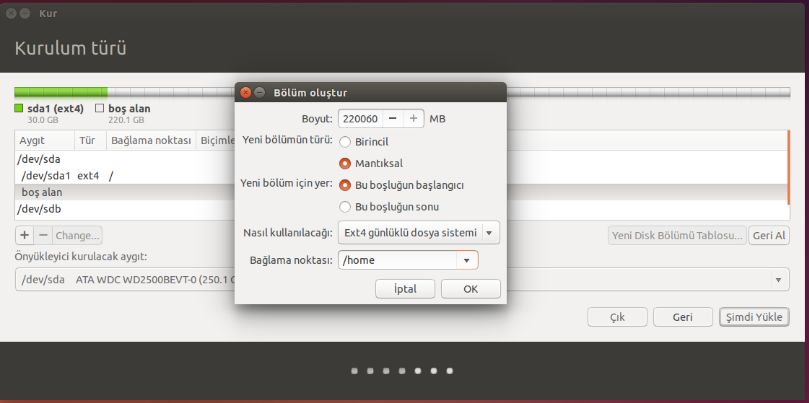 Kur
Kurulum türü
sda1 (ext4) boş alan
30.0 GB 220.1 GB
Aygıt Tür Bağlama noktası Biçimle
/dev/sda
/dev/sda1 ext4 /
boş alan
/dev/sdb
+ − Change... Yeni Disk Bölümü Tablosu... Geri Al
Önyükleyici kurulacak aygıt:
/dev/sda ATA WDC WD2500BEVT-0 (250.1 G
Çık Geri Şimdi Yükle
Bölüm oluştur
Boyut: 220060 − + MB
Yeni bölümün türü: Birincil
Mantıksal
Yeni bölüm için yer: Bu boşluğun başlangıcı
Bu boşluğun sonu
Nasıl kullanılacağı: Ext4 günlüklü dosya sistemi
Bağlama noktası: /home
İptal OK